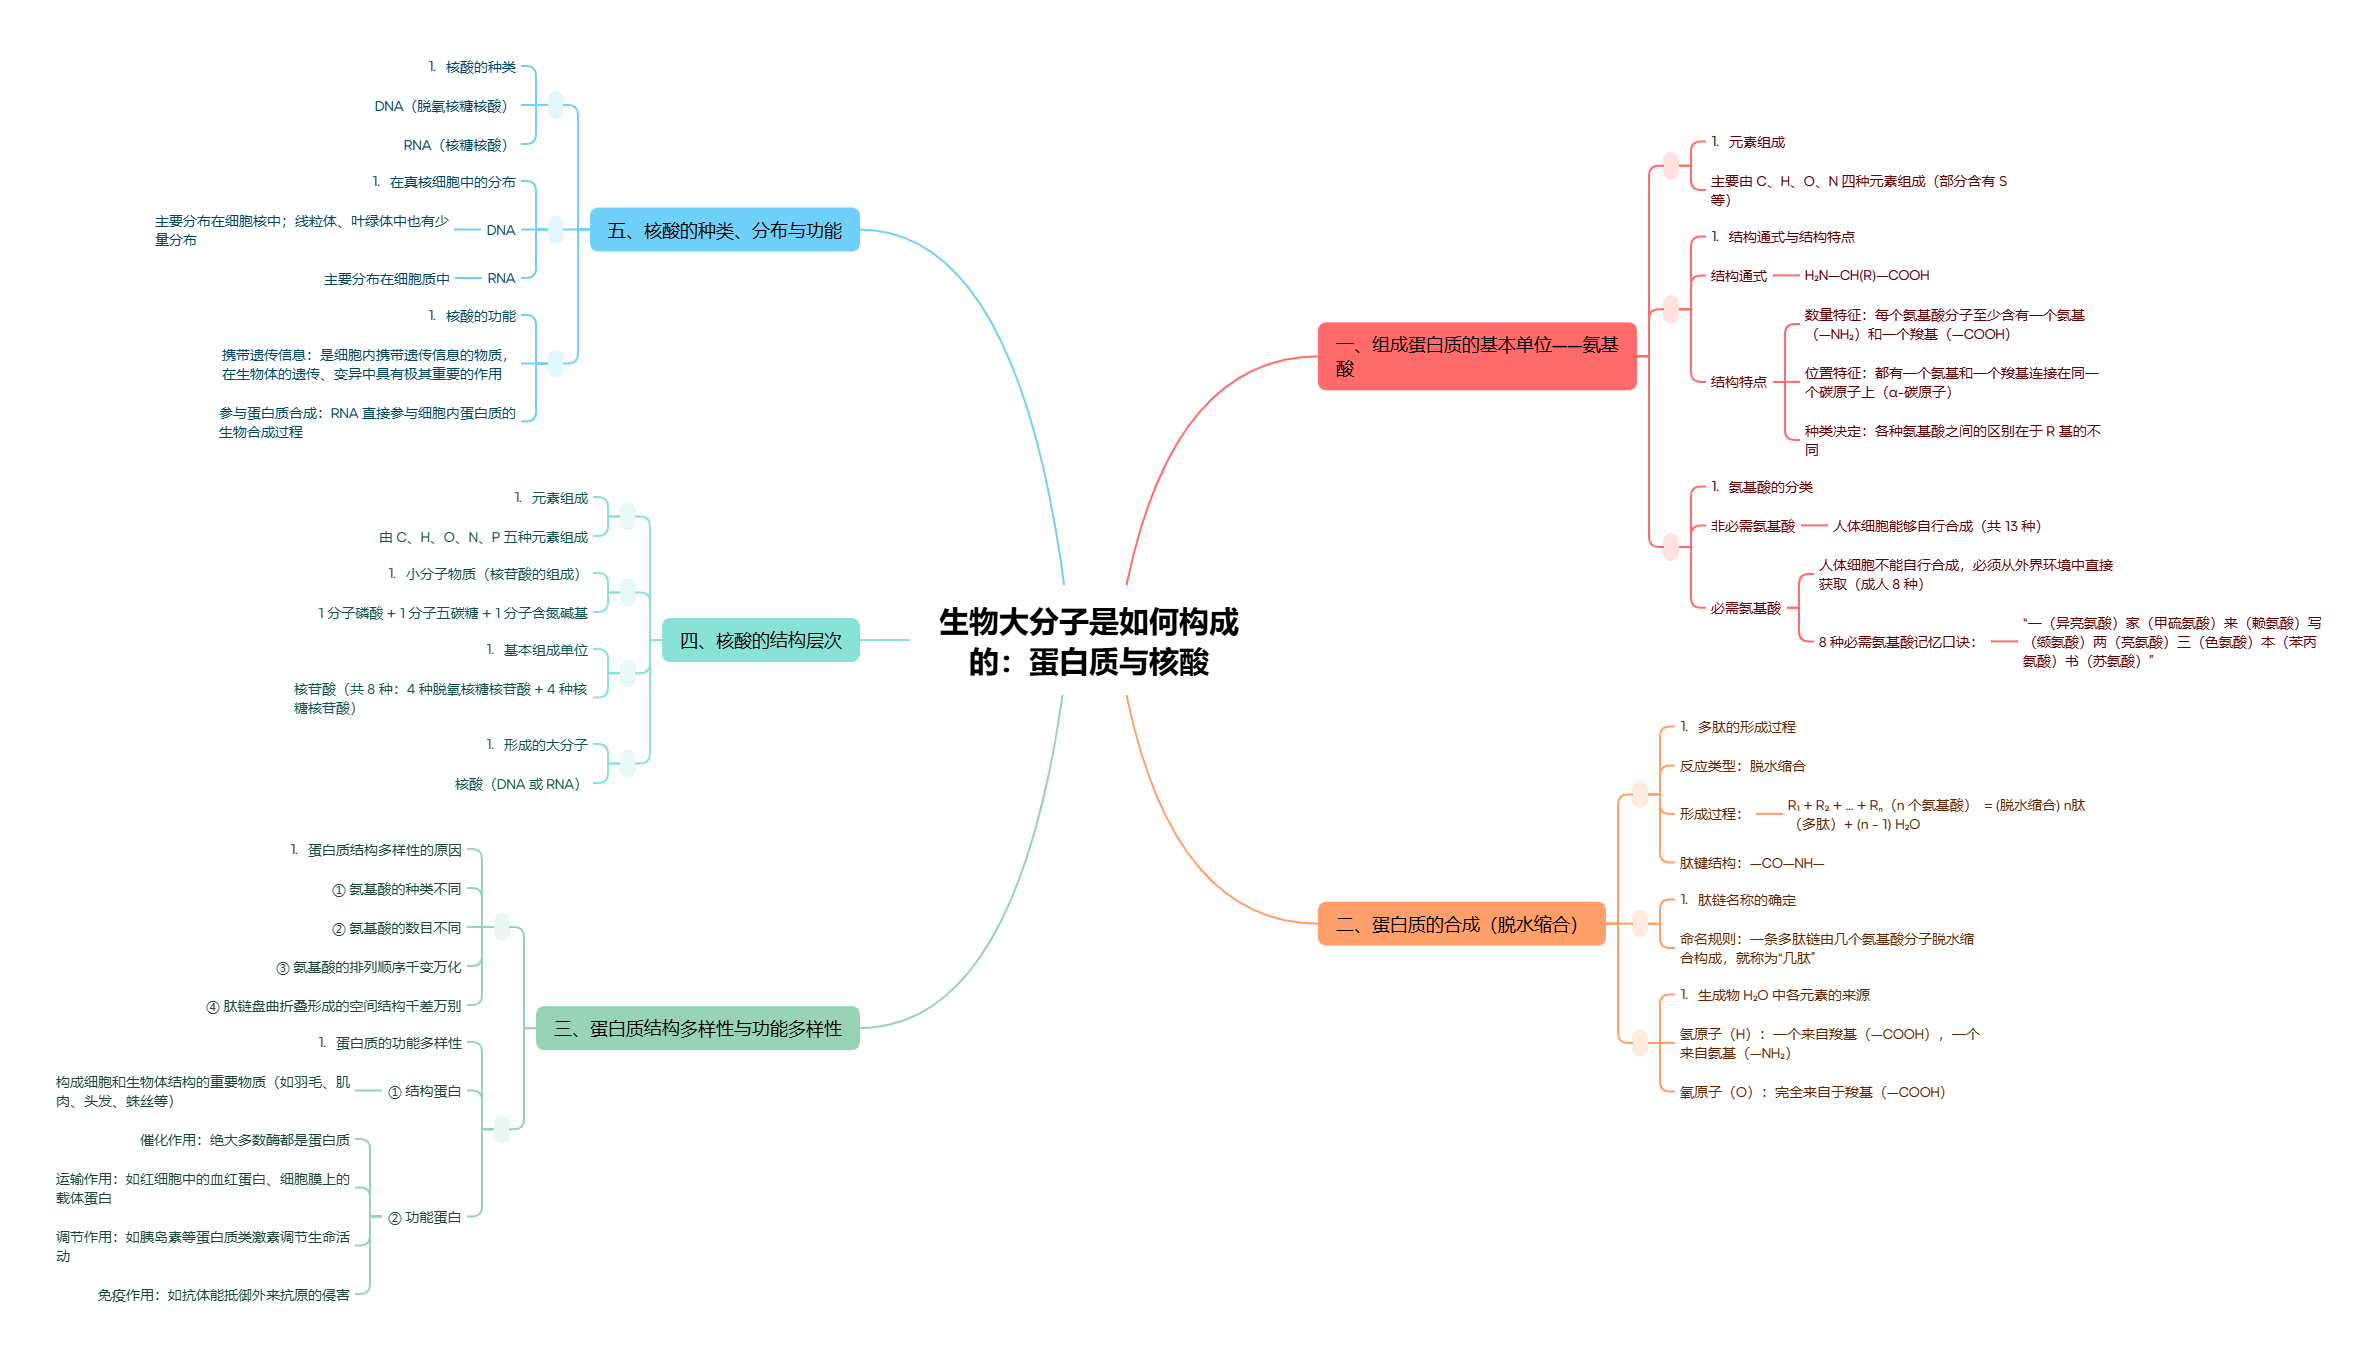 生物大分子是如何构成
的：蛋白质与核酸
一、组成蛋白质的基本单位——氨基
酸
1. 元素组成
主要由 C、H、O、N 四种元素组成（部分含有 S
等）
1. 结构通式与结构特点
结构通式
H₂N—CH(R)—COOH
结构特点
数量特征：每个氨基酸分子至少含有一个氨基
（—NH₂）和一个羧基（—COOH）
位置特征：都有一个氨基和一个羧基连接在同一
个碳原子上（α-碳原子）
种类决定：各种氨基酸之间的区别在于 R 基的不
同
1. 氨基酸的分类
非必需氨基酸
人体细胞能够自行合成（共 13 种）
必需氨基酸
人体细胞不能自行合成，必须从外界环境中直接
获取（成人 8 种）
8 种必需氨基酸记忆口诀：
“一（异亮氨酸）家（甲硫氨酸）来（赖氨酸）写
（缬氨酸）两（亮氨酸）三（色氨酸）本（苯丙
氨酸）书（苏氨酸）”
二、蛋白质的合成（脱水缩合）
1. 多肽的形成过程
反应类型：脱水缩合
形成过程：
R₁ + R₂ + … + Rₙ（n 个氨基酸） = (脱水缩合) n肽
（多肽）+ (n - 1) H₂O
肽键结构：—CO—NH—
1. 肽链名称的确定
命名规则：一条多肽链由几个氨基酸分子脱水缩
合构成，就称为“几肽”
1. 生成物 H₂O 中各元素的来源
氢原子（H）：一个来自羧基（—COOH），一个
来自氨基（—NH₂）
氧原子（O）：完全来自于羧基（—COOH）
三、蛋白质结构多样性与功能多样性
1. 蛋白质结构多样性的原因
① 氨基酸的种类不同
② 氨基酸的数目不同
③ 氨基酸的排列顺序千变万化
④ 肽链盘曲折叠形成的空间结构千差万别
1. 蛋白质的功能多样性
① 结构蛋白
构成细胞和生物体结构的重要物质（如羽毛、肌
肉、头发、蛛丝等）
② 功能蛋白
催化作用：绝大多数酶都是蛋白质
运输作用：如红细胞中的血红蛋白、细胞膜上的
载体蛋白
调节作用：如胰岛素等蛋白质类激素调节生命活
动
免疫作用：如抗体能抵御外来抗原的侵害
四、核酸的结构层次
1. 元素组成
由 C、H、O、N、P 五种元素组成
1. 小分子物质（核苷酸的组成）
1 分子磷酸 + 1 分子五碳糖 + 1 分子含氮碱基
1. 基本组成单位
核苷酸（共 8 种：4 种脱氧核糖核苷酸 + 4 种核
糖核苷酸）
1. 形成的大分子
核酸（DNA 或 RNA）
五、核酸的种类、分布与功能
1. 核酸的种类
DNA（脱氧核糖核酸）
RNA（核糖核酸）
1. 在真核细胞中的分布
DNA
主要分布在细胞核中；线粒体、叶绿体中也有少
量分布
RNA
主要分布在细胞质中
1. 核酸的功能
携带遗传信息：是细胞内携带遗传信息的物质，
在生物体的遗传、变异中具有极其重要的作用
参与蛋白质合成：RNA 直接参与细胞内蛋白质的
生物合成过程